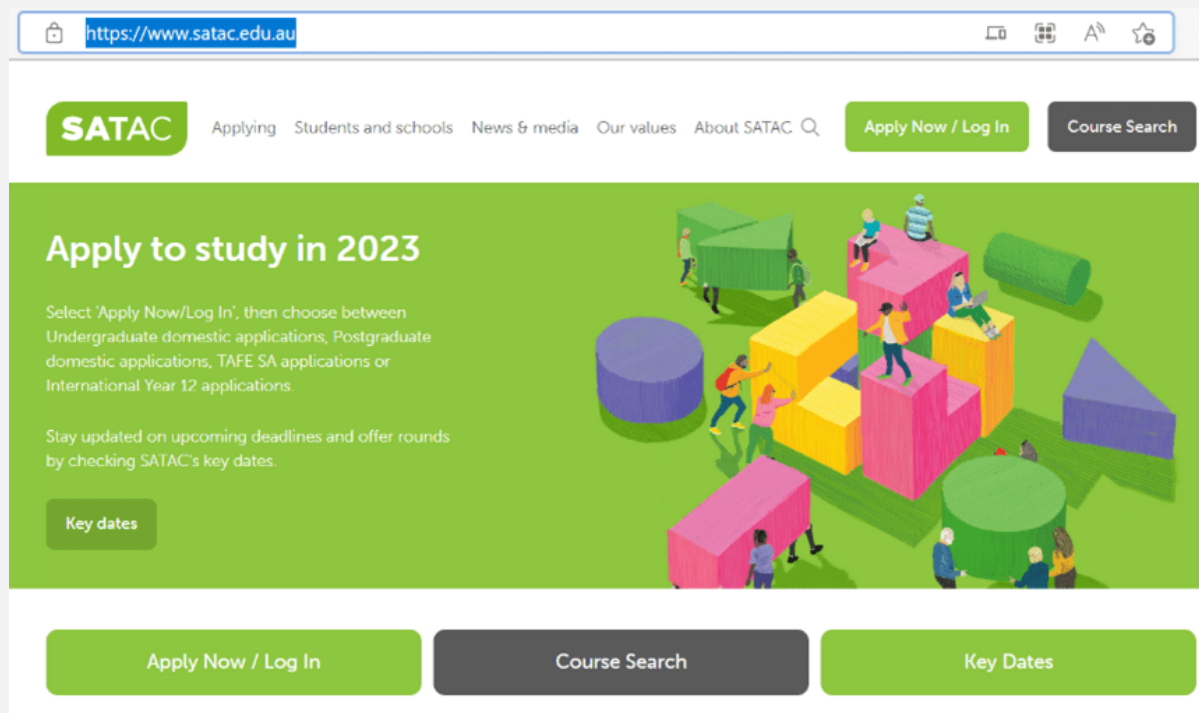 https://www.satac.edu.au
SATAC
Applying Students and schools News & media Our values About SATAC
Apply Now / Log In
Course Search
Apply to study in 2023
Select 'Apply Now/Log In', then choose between
Undergraduate domestic applications, Postgraduate
domestic applications, TAFE SA applications or
International Year 12 applications.
Stay updated on upcoming deadlines and offer rounds
by checking SATAC's key dates.
Key dates
Apply Now / Log In
Course Search
Key Dates